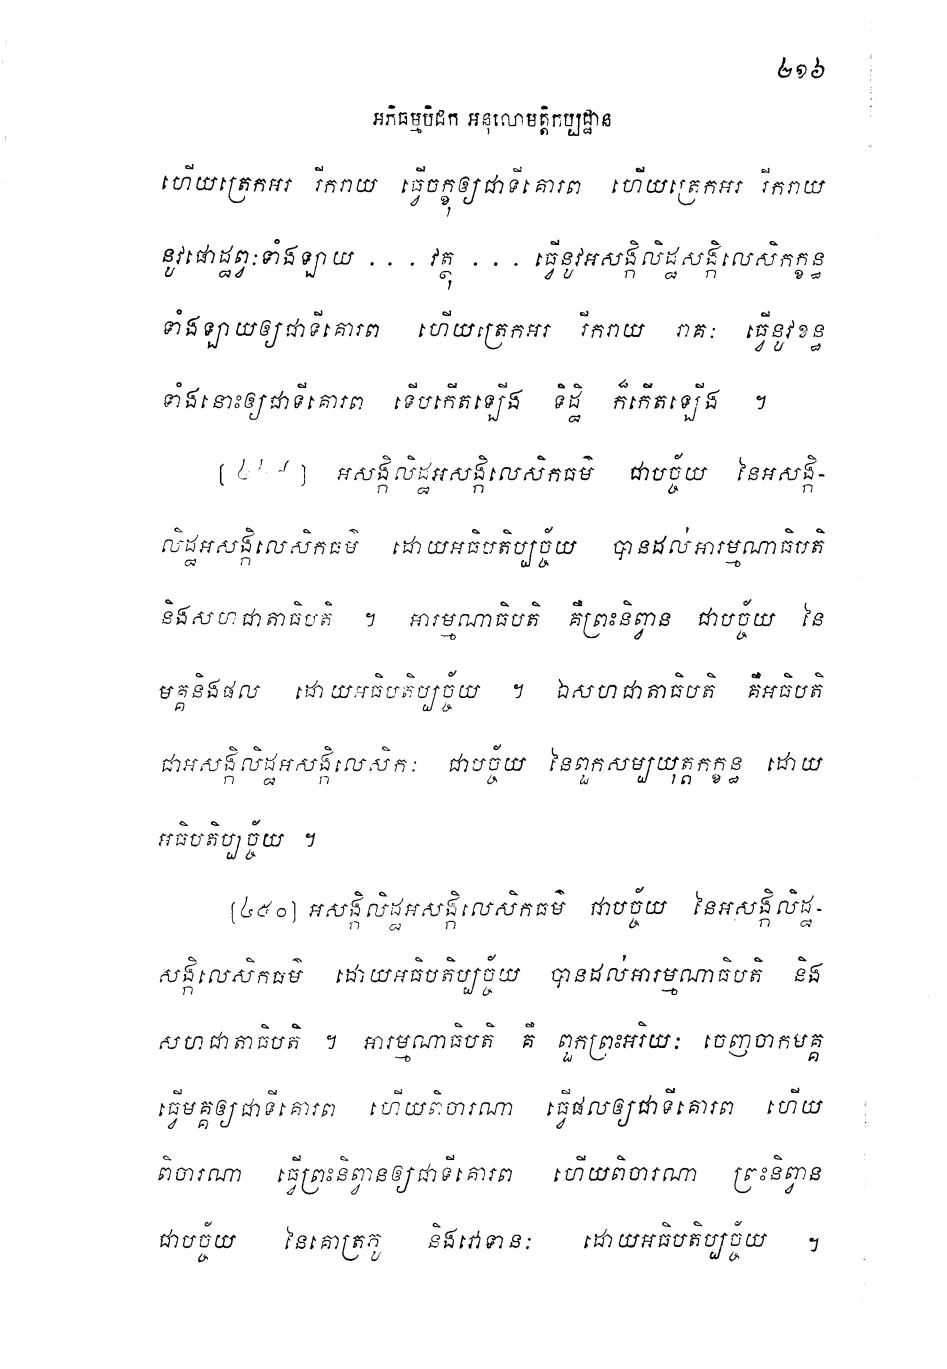 ២១៦
អភិធម្មបិដក អនុលោមត្តិកប្បដ្ឋាន
ហើយត្រេកអរ រីករាយ ធ្វើចក្ខុឲ្យជាទីគោរព ហើយត្រេកអរ រីករាយ
នូវផោដ្ឋព្វៈទាំងឡាយ ... វត្ថុ ... ធ្វើនូវអសង្កិលិដ្ឋសង្កិលេសិកក្ខន្ធ
ទាំងឡាយឲ្យជាទីគោរព ហើយត្រេកអរ រីករាយ រាគៈ ធ្វើនូវខន្ធ
ទាំងនោះឲ្យជាទីគោរព ទើបកើតឡើង ទិដ្ឋិ ក៏កើតឡើង ។
អសង្កិលិដ្ឋអសង្កិលេសិកធម៌ ជាបច្ច័យ នៃអសង្កិ-
លិដ្ឋអសង្កិលេសិកធម៌ ដោយអធិបតិប្បច្ច័យ បានដល់អារម្មណាធិបតិ
និងសហជាតាធិបតិ ។ អារម្មណាធិបតិ គឺព្រះនិព្វាន ជាបច្ច័យ នៃ
មគ្គនិងផល ដោយអធិបតិប្បច្ច័យ ។ ឯសហជាតាធិបតិ គឺអធិបតិ
ជាអសង្កិលិដ្ឋអសង្កិលេសិកៈ ជាបច្ច័យ នៃពួកសម្បយុត្តកក្ខន្ធ ដោយ
អធិបតិប្បច្ច័យ ។
[៤៥០] អសង្កិលិដ្ឋអសង្កិលេសិកធម៌ ជាបច្ច័យ នៃអសង្កិលិដ្ឋ-
សង្កិលេសិកធម៌ ដោយអធិបតិប្បច្ច័យ បានដល់អារម្មណាធិបតិ និង
សហជាតាធិបតិ ។ អារម្មណាធិបតិ គឺ ពួកព្រះអរិយៈ ចេញចាកមគ្គ
ធ្វើមគ្គឲ្យជាទីគោរព ហើយពិចារណា ធ្វើផលឲ្យជាទីគោរព ហើយ
ពិចារណា ធ្វើព្រះនិព្វានឲ្យជាទីគោរព ហើយពិចារណា ព្រះនិព្វាន
ជាបច្ច័យ នៃគោត្រភូ និងវោទានៈ ដោយអធិបតិប្បច្ច័យ ។